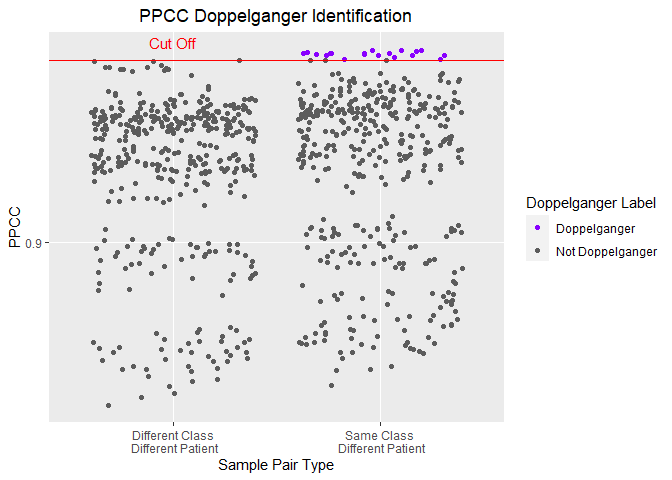 PPCC Doppelganger Identification
Cut Off
PPCC
0.9
Doppelganger Label
Doppelganger
Not Doppelganger
Different Class
Different Patient
Same Class
Different Patient
Sample Pair Type